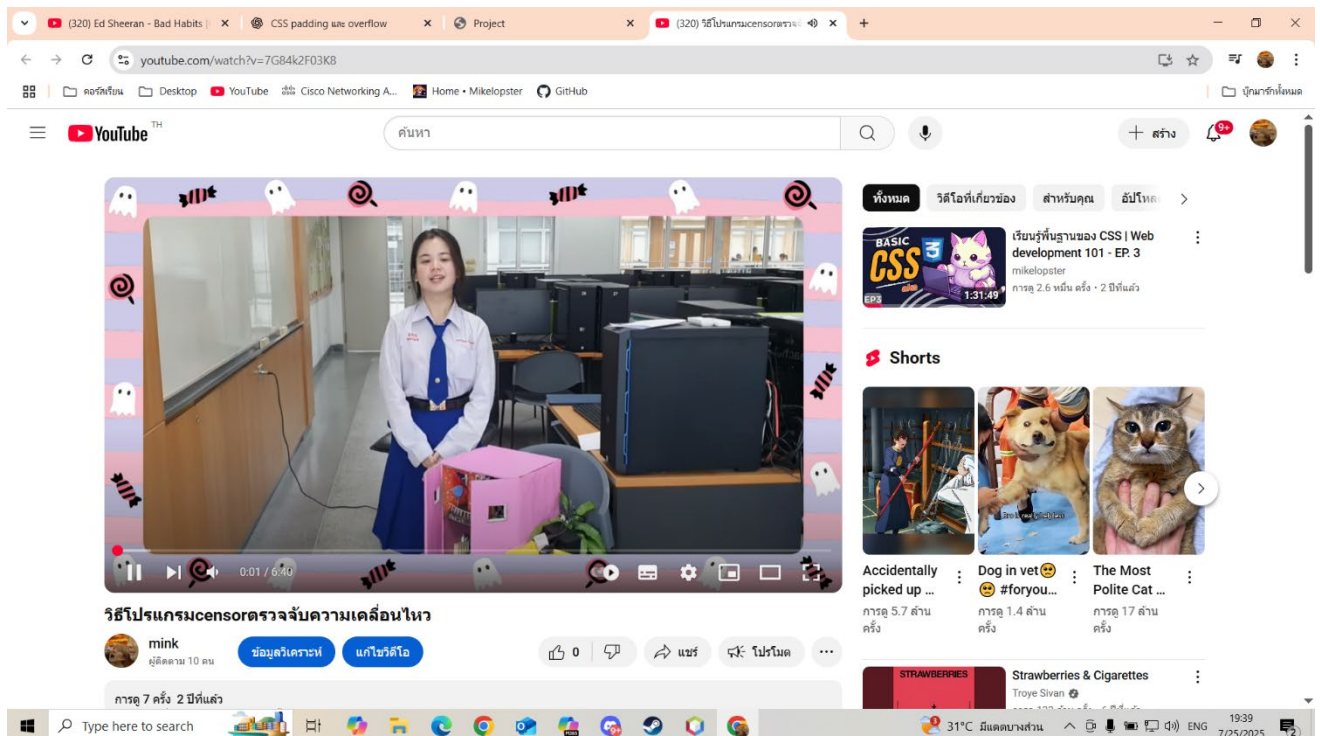 (320) Ed Sheeran - Bad Habits |
CSS padding และ overflow
Project
(320) วิธีโปรแกรมcensorตรวจจั
youtube.com/watch?v=7G84k2F03K8
คอร์สเรียน
Desktop
YouTube
Cisco Networking A...
Home • Mikelopster
GitHub
บุ๊กมาร์กทั้งหมด
YouTube TH
ค้นหา
สร้าง
9+
ทั้งหมด
วิดีโอที่เกี่ยวข้อง
สำหรับคุณ
อัปโหล
BASIC
CSS
EP.3
1:31:49
เรียนรู้พื้นฐานของ CSS | Web
development 101 - EP. 3
mikelopster
การดู 2.6 หมื่น ครั้ง • 2 ปีที่แล้ว
Shorts
Accidentally
picked up ...
การดู 5.7 ล้าน
ครั้ง
Dog in vet🥺
🥺 #foryou...
การดู 1.4 ล้าน
ครั้ง
The Most
Polite Cat ...
การดู 17 ล้าน
ครั้ง
0:01 / 6:40
วิธีโปรแกรมcensorตรวจจับความเคลื่อนไหว
mink
ผู้ติดตาม 10 คน
ข้อมูลวิเคราะห์
แก้ไขวิดีโอ
0
แชร์
โปรโมต
การดู 7 ครั้ง 2 ปีที่แล้ว
STRAWBERRIES
Strawberries & Cigarettes
Troye Sivan
Type here to search
31°C มีแดดบางส่วน
ENG
19:39
7/25/2025